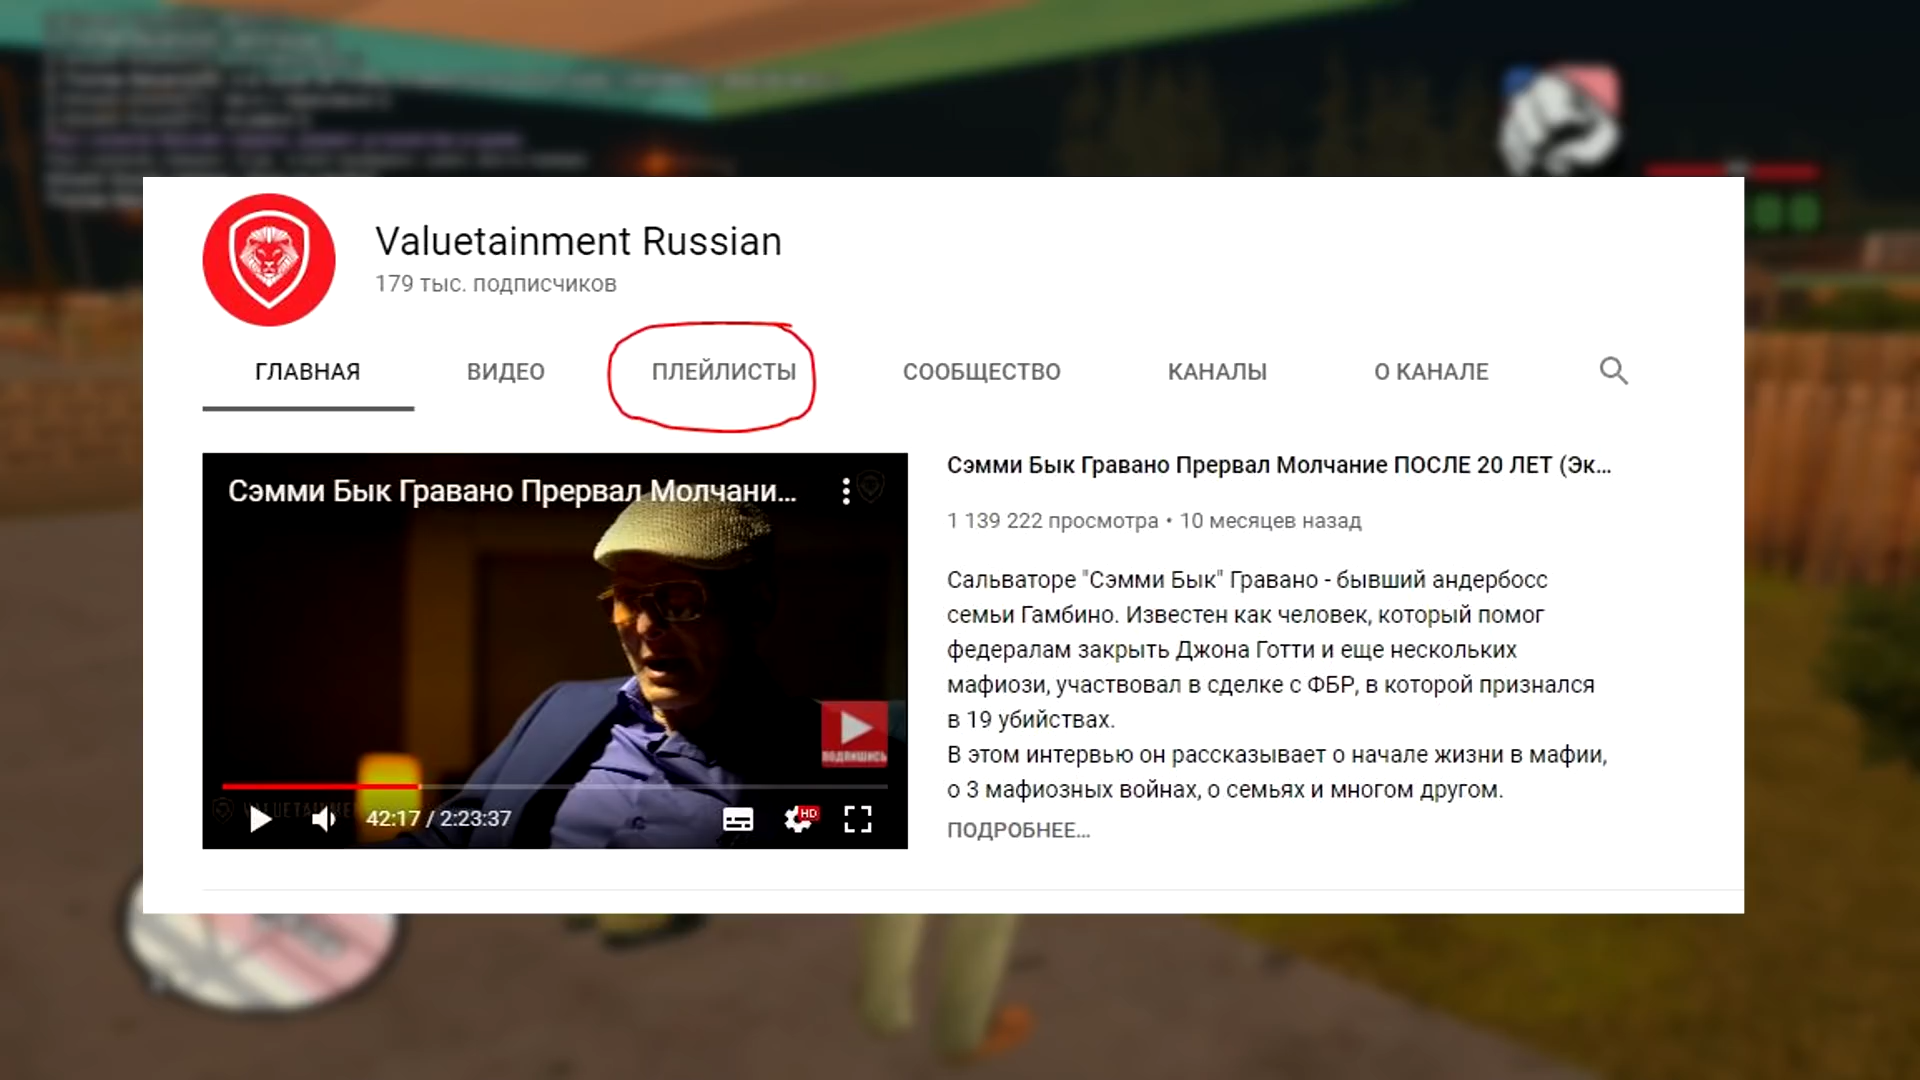 Valuetainment Russian
179 тыс. подписчиков
ГЛАВНАЯ
ВИДЕО
ПЛЕЙЛИСТЫ
СООБЩЕСТВО
КАНАЛЫ
О КАНАЛЕ
Сэмми Бык Гравано Прервал Молчани...
ПОДПИШИСЬ
42:17 / 2:23:37
HD
Сэмми Бык Гравано Прервал Молчание ПОСЛЕ 20 ЛЕТ (Эк...
1 139 222 просмотра • 10 месяцев назад
Сальваторе "Сэмми Бык" Гравано - бывший андербосс
семьи Гамбино. Известен как человек, который помог
федералам закрыть Джона Готти и еще нескольких
мафиози, участвовал в сделке с ФБР, в которой признался
в 19 убийствах.
В этом интервью он рассказывает о начале жизни в мафии,
о 3 мафиозных войнах, о семьях и многом другом.
ПОДРОБНЕЕ...